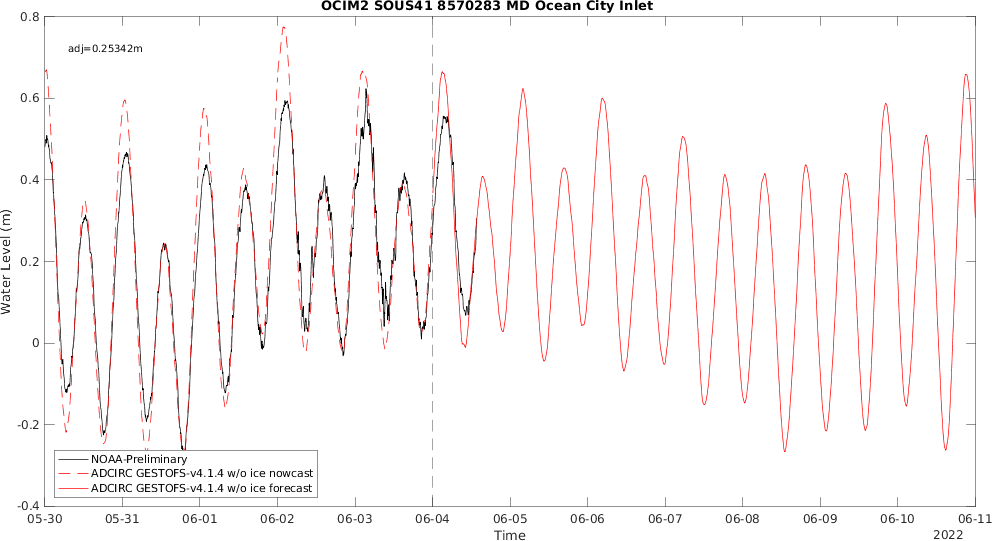 OCIM2 SOUS41 8570283 MD Ocean City Inlet
0.8
adj=0.25342m
0.6
0.4
0.2
0
-0.2
-0.4
Water Level (m)
NOAA-Preliminary
ADCIRC GESTOFS-v4.1.4 w/o ice nowcast
ADCIRC GESTOFS-v4.1.4 w/o ice forecast
05-30 05-31 06-01 06-02 06-03 06-04 06-05 06-06 06-07 06-08 06-09 06-10 06-11
Time
2022